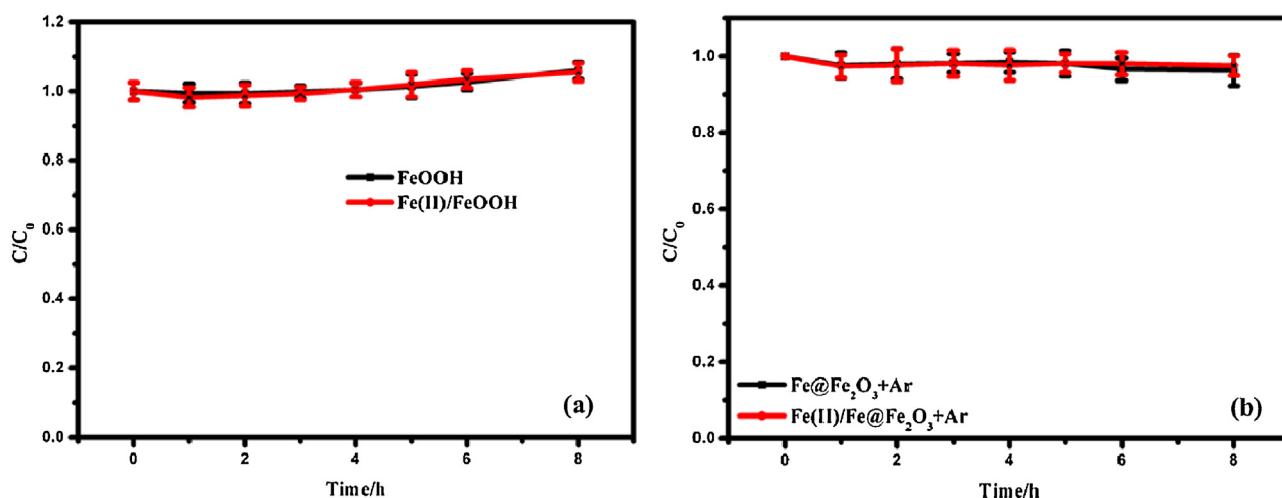 1.2
1.0
0.8
0.6
0.4
0.2
0.0
C/C₀
FeOOH
Fe(II)/FeOOH
(a)
0 2 4 6 8
Time/h
1.0
0.8
0.6
0.4
0.2
0.0
C/C₀
Fe@Fe₂O₃+Ar
Fe(II)/Fe@Fe₂O₃+Ar
(b)
0 2 4 6 8
Time/h